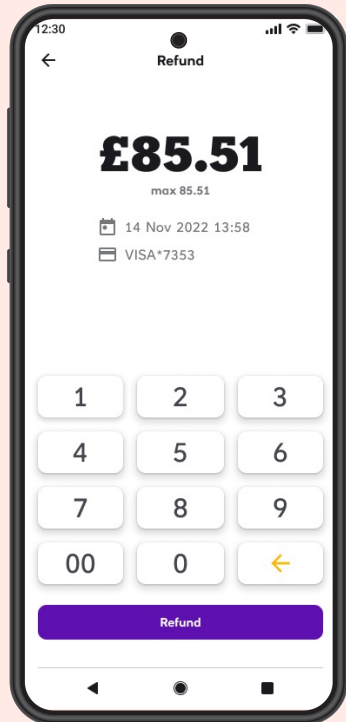 12:30
Refund
£85.51
max 85.51
14 Nov 2022 13:58
VISA*7353
1 2 3
4 5 6
7 8 9
00 0
Refund